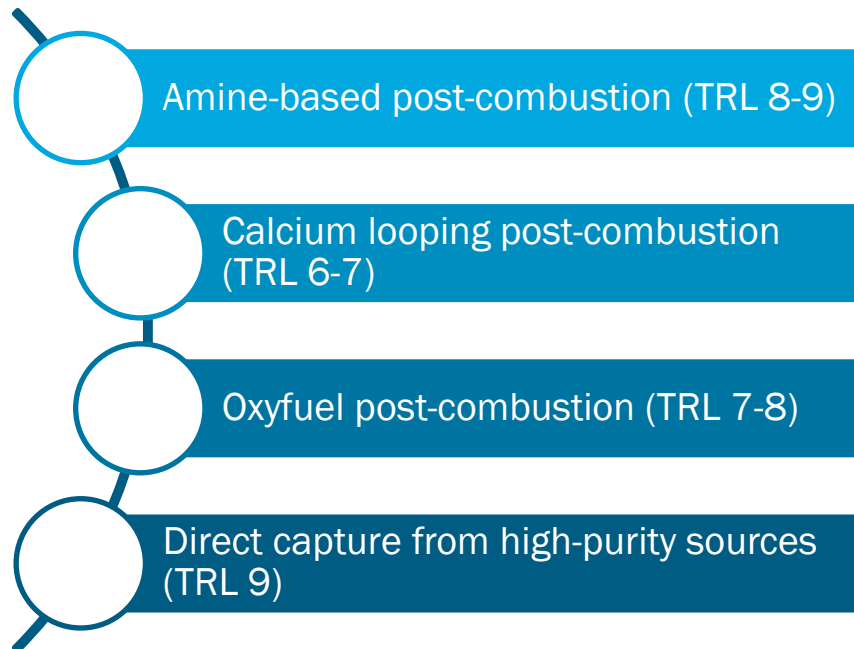 Amine-based post-combustion (TRL 8-9)
Calcium looping post-combustion
(TRL 6-7)
Oxyfuel post-combustion (TRL 7-8)
Direct capture from high-purity sources
(TRL 9)